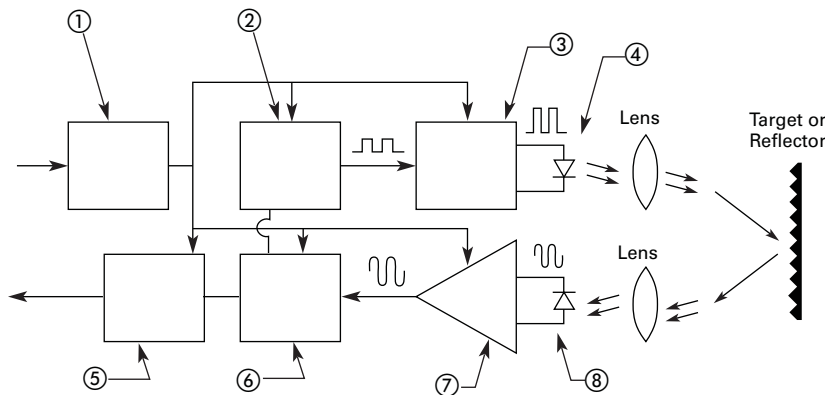 ①
②
③
④
Lens
Target or
Reflector
Lens
⑤
⑥
⑦
⑧